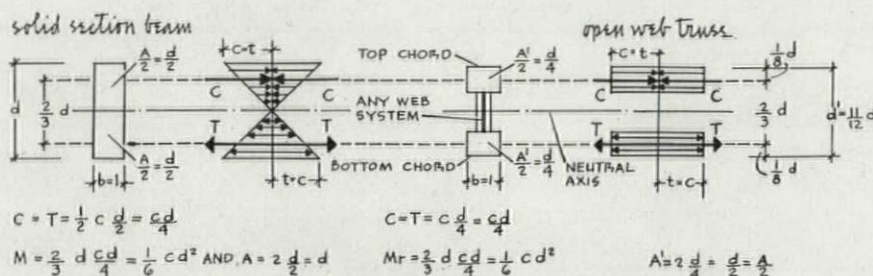 solid section beam
open web truss
A/2 = d/2
C=t
TOP CHORD
A'/2 = d/4
C = t
1/8 d
d
2/3 d
C
C
ANY WEB SYSTEM
C
C
2/3 d
d' = 11/12 d
A/2 = d/2
T
T
BOTTOM CHORD
A'/2 = d/4
NEUTRAL AXIS
T
T
1/8 d
b=1
t=c
b=1
t=c
C = T = 1/2 c d/2 = cd/4
C=T= c d/4 = cd/4
M = 2/3 d cd/4 = 1/6 cd² AND A = 2 d/2 = d
Mr = 2/3 d cd/4 = 1/6 cd²
A' = 2 d/4 = d/2 = A/2